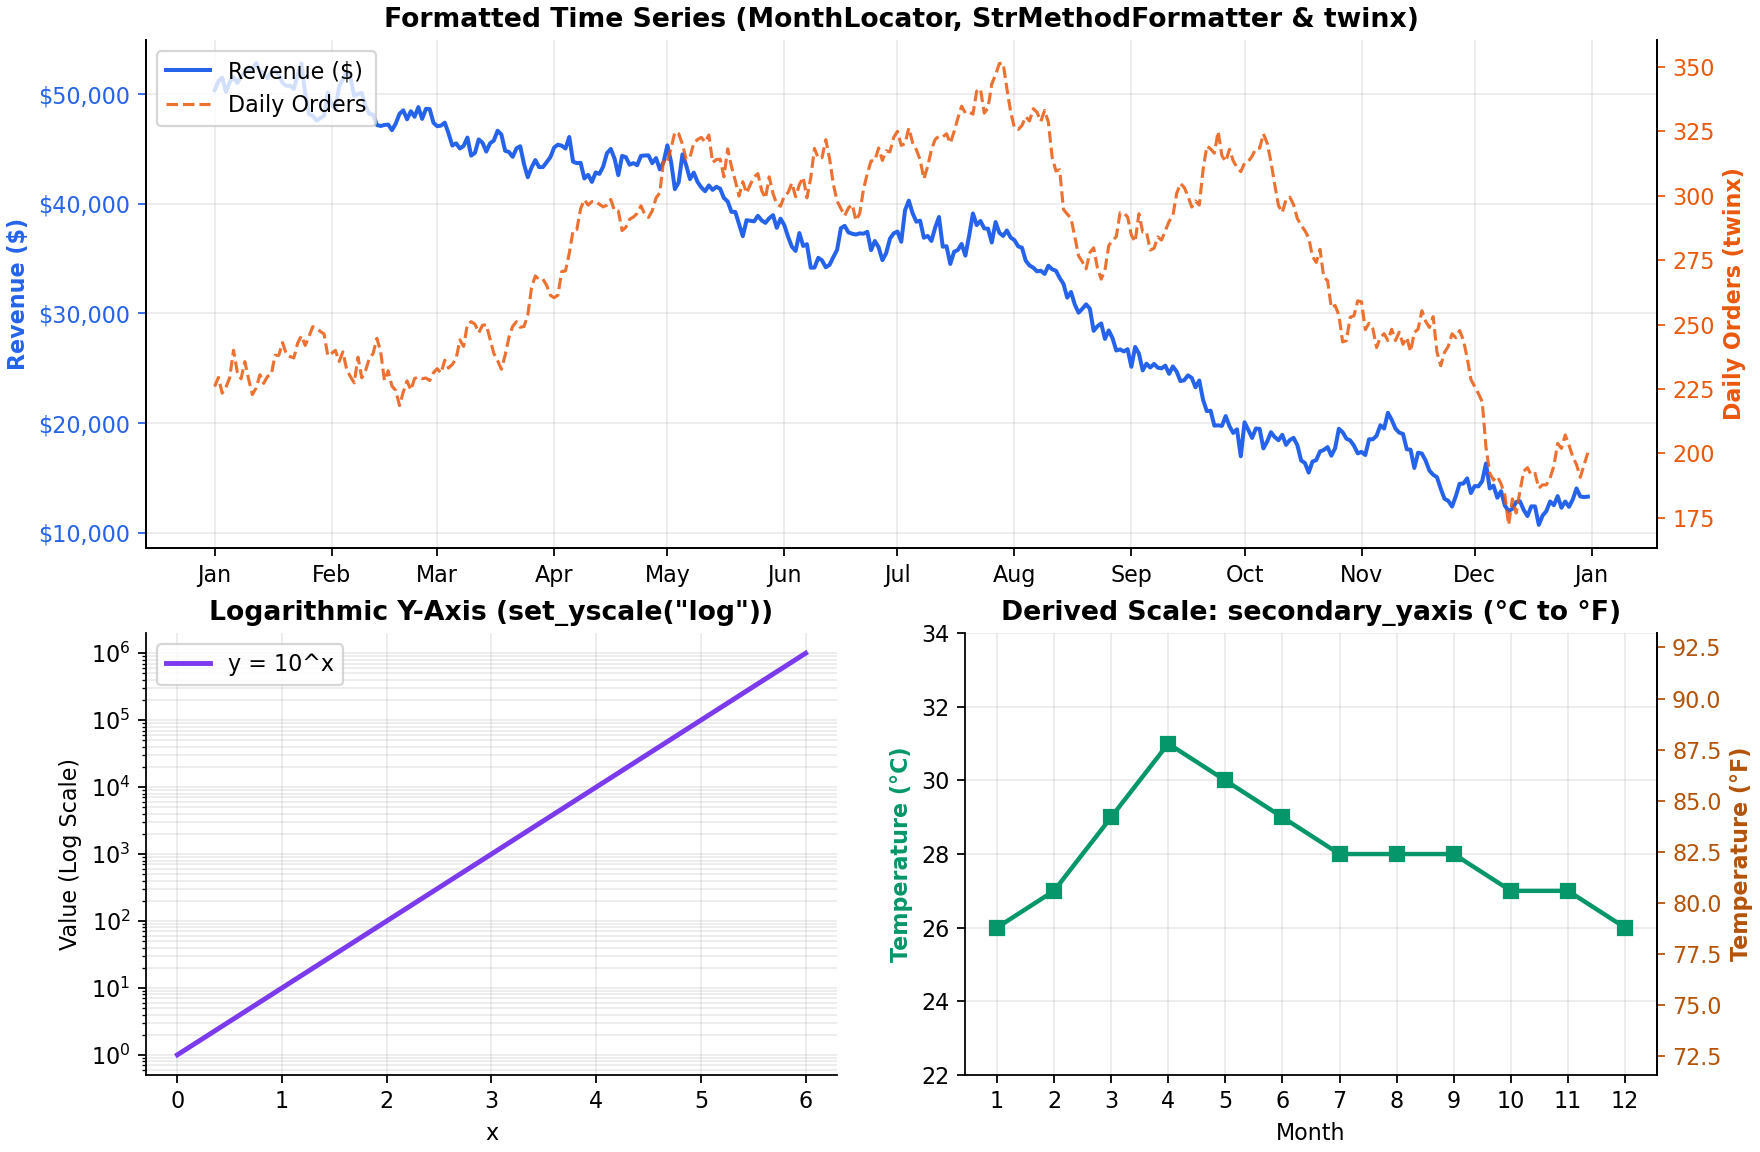 Formatted Time Series (MonthLocator, StrMethodFormatter & twinx)
Revenue ($)
Daily Orders
Revenue ($)
$50,000
$40,000
$30,000
$20,000
$10,000
350
325
300
275
250
225
200
175
Daily Orders (twinx)
Jan Feb Mar Apr May Jun Jul Aug Sep Oct Nov Dec Jan
Logarithmic Y-Axis (set_yscale("log"))
y = 10^x
Value (Log Scale)
10⁶
10⁵
10⁴
10³
10²
10¹
10⁰
0 1 2 3 4 5 6
x
Derived Scale: secondary_yaxis (°C to °F)
Temperature (°C)
34
32
30
28
26
24
22
92.5
90.0
87.5
85.0
82.5
80.0
77.5
75.0
72.5
Temperature (°F)
1 2 3 4 5 6 7 8 9 10 11 12
Month